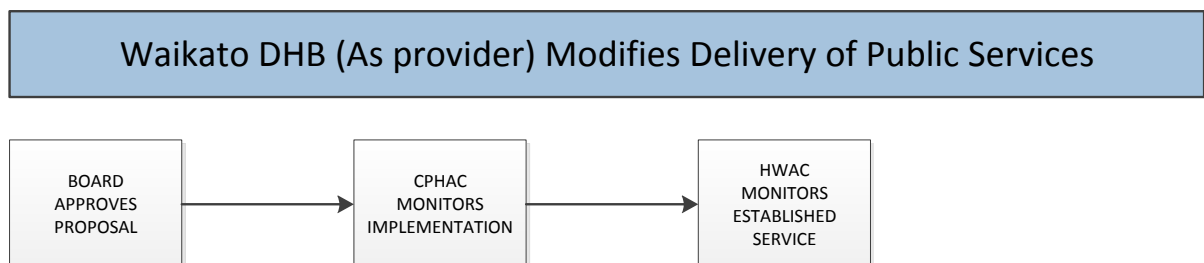 Waikato DHB (As provider) Modifies Delivery of Public Services
BOARD
APPROVES
PROPOSAL
CPHAC
MONITORS
IMPLEMENTATION
HWAC
MONITORS
ESTABLISHED
SERVICE